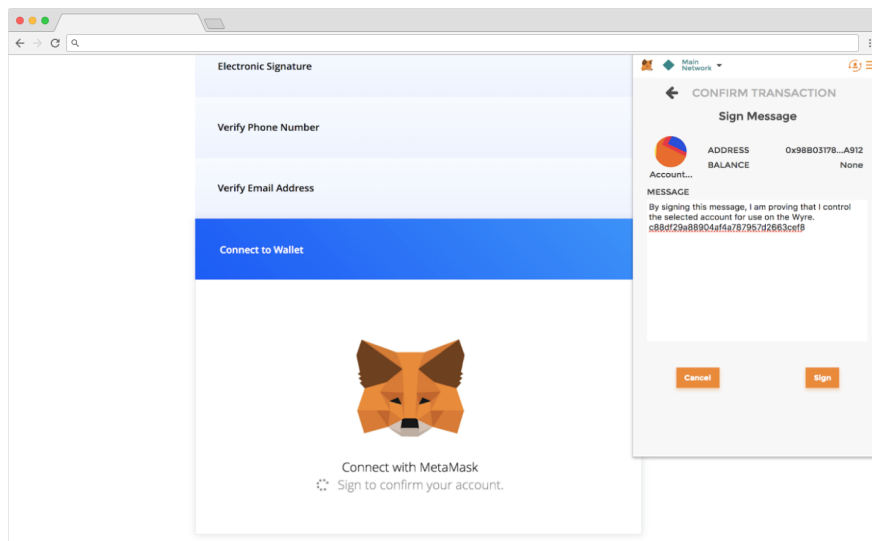 Electronic Signature
Verify Phone Number
Verify Email Address
Connect to Wallet
Connect with MetaMask
Sign to confirm your account.
Main
Network
CONFIRM TRANSACTION
Sign Message
ADDRESS 0x98B03178...A912
BALANCE None
Account...
MESSAGE
By signing this message, I am proving that I control
the selected account for use on the Wyre.
c88df29a88904af4a787957d2663cef8
Cancel Sign